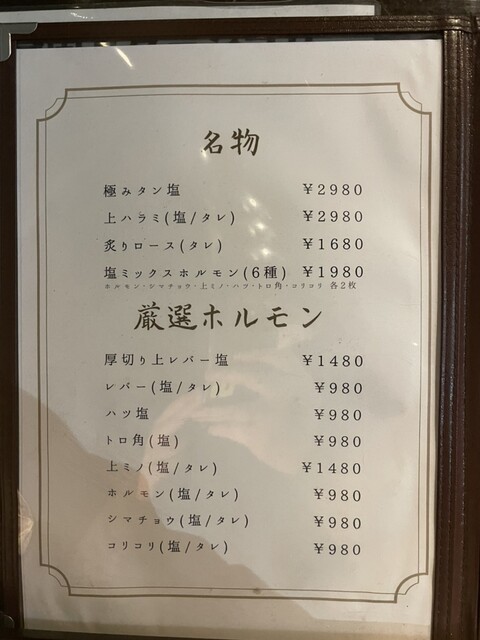 名物
極みタン塩 ¥2980
上ハラミ(塩/タレ) ¥2980
炙りロース(タレ) ¥1680
塩ミックスホルモン(6種) ¥1980
ホルモン・シマチョウ・上ミノ・ハツ・トロ角・コリコリ 各2枚
厳選ホルモン
厚切り上レバー塩 ¥1480
レバー(塩/タレ) ¥980
ハツ塩 ¥980
トロ角(塩) ¥980
上ミノ(塩/タレ) ¥1480
ホルモン(塩/タレ) ¥980
シマチョウ(塩/タレ) ¥980
コリコリ(塩/タレ) ¥980